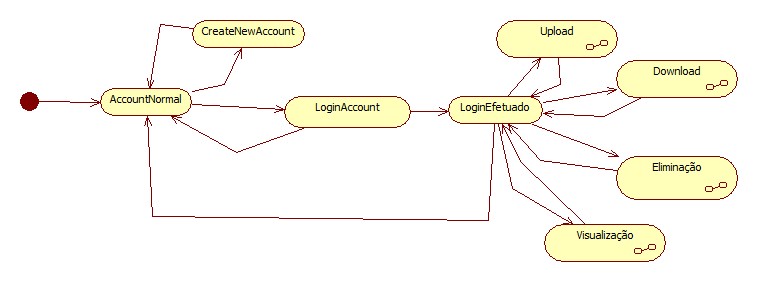 CreateNewAccount
Upload
Download
AccountNormal
LoginAccount
LoginEfetuado
Eliminação
Visualização